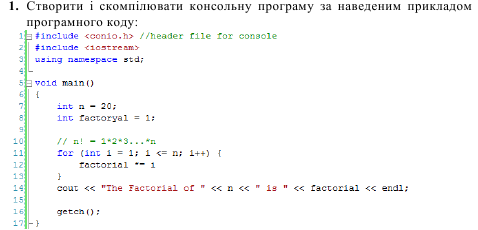 1. Створити і скомпілювати консольну програму за наведеним прикладом
програмного коду:
1 #include <conio.h> //header file for console
2 #include <iostream>
3 using namespace std;
4
5 void main()
6 {
7 int n = 20;
8 int factoryal = 1;
9
10 // n! = 1*2*3...*n
11 for (int i = 1; i <= n; i++) {
12 factorial *= i
13 }
14 cout << "The Factorial of " << n << " is " << factorial << endl;
15
16 getch();
17 }